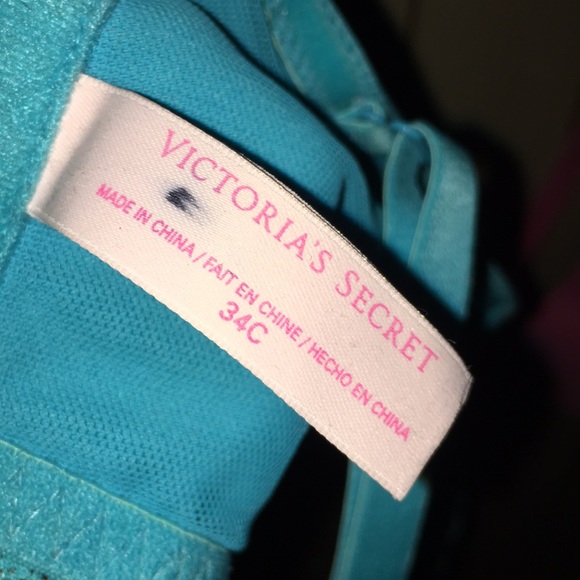 VICTORIA'S SECRET
MADE IN CHINA / FAIT EN CHINE / HECHO EN CHINA
34C